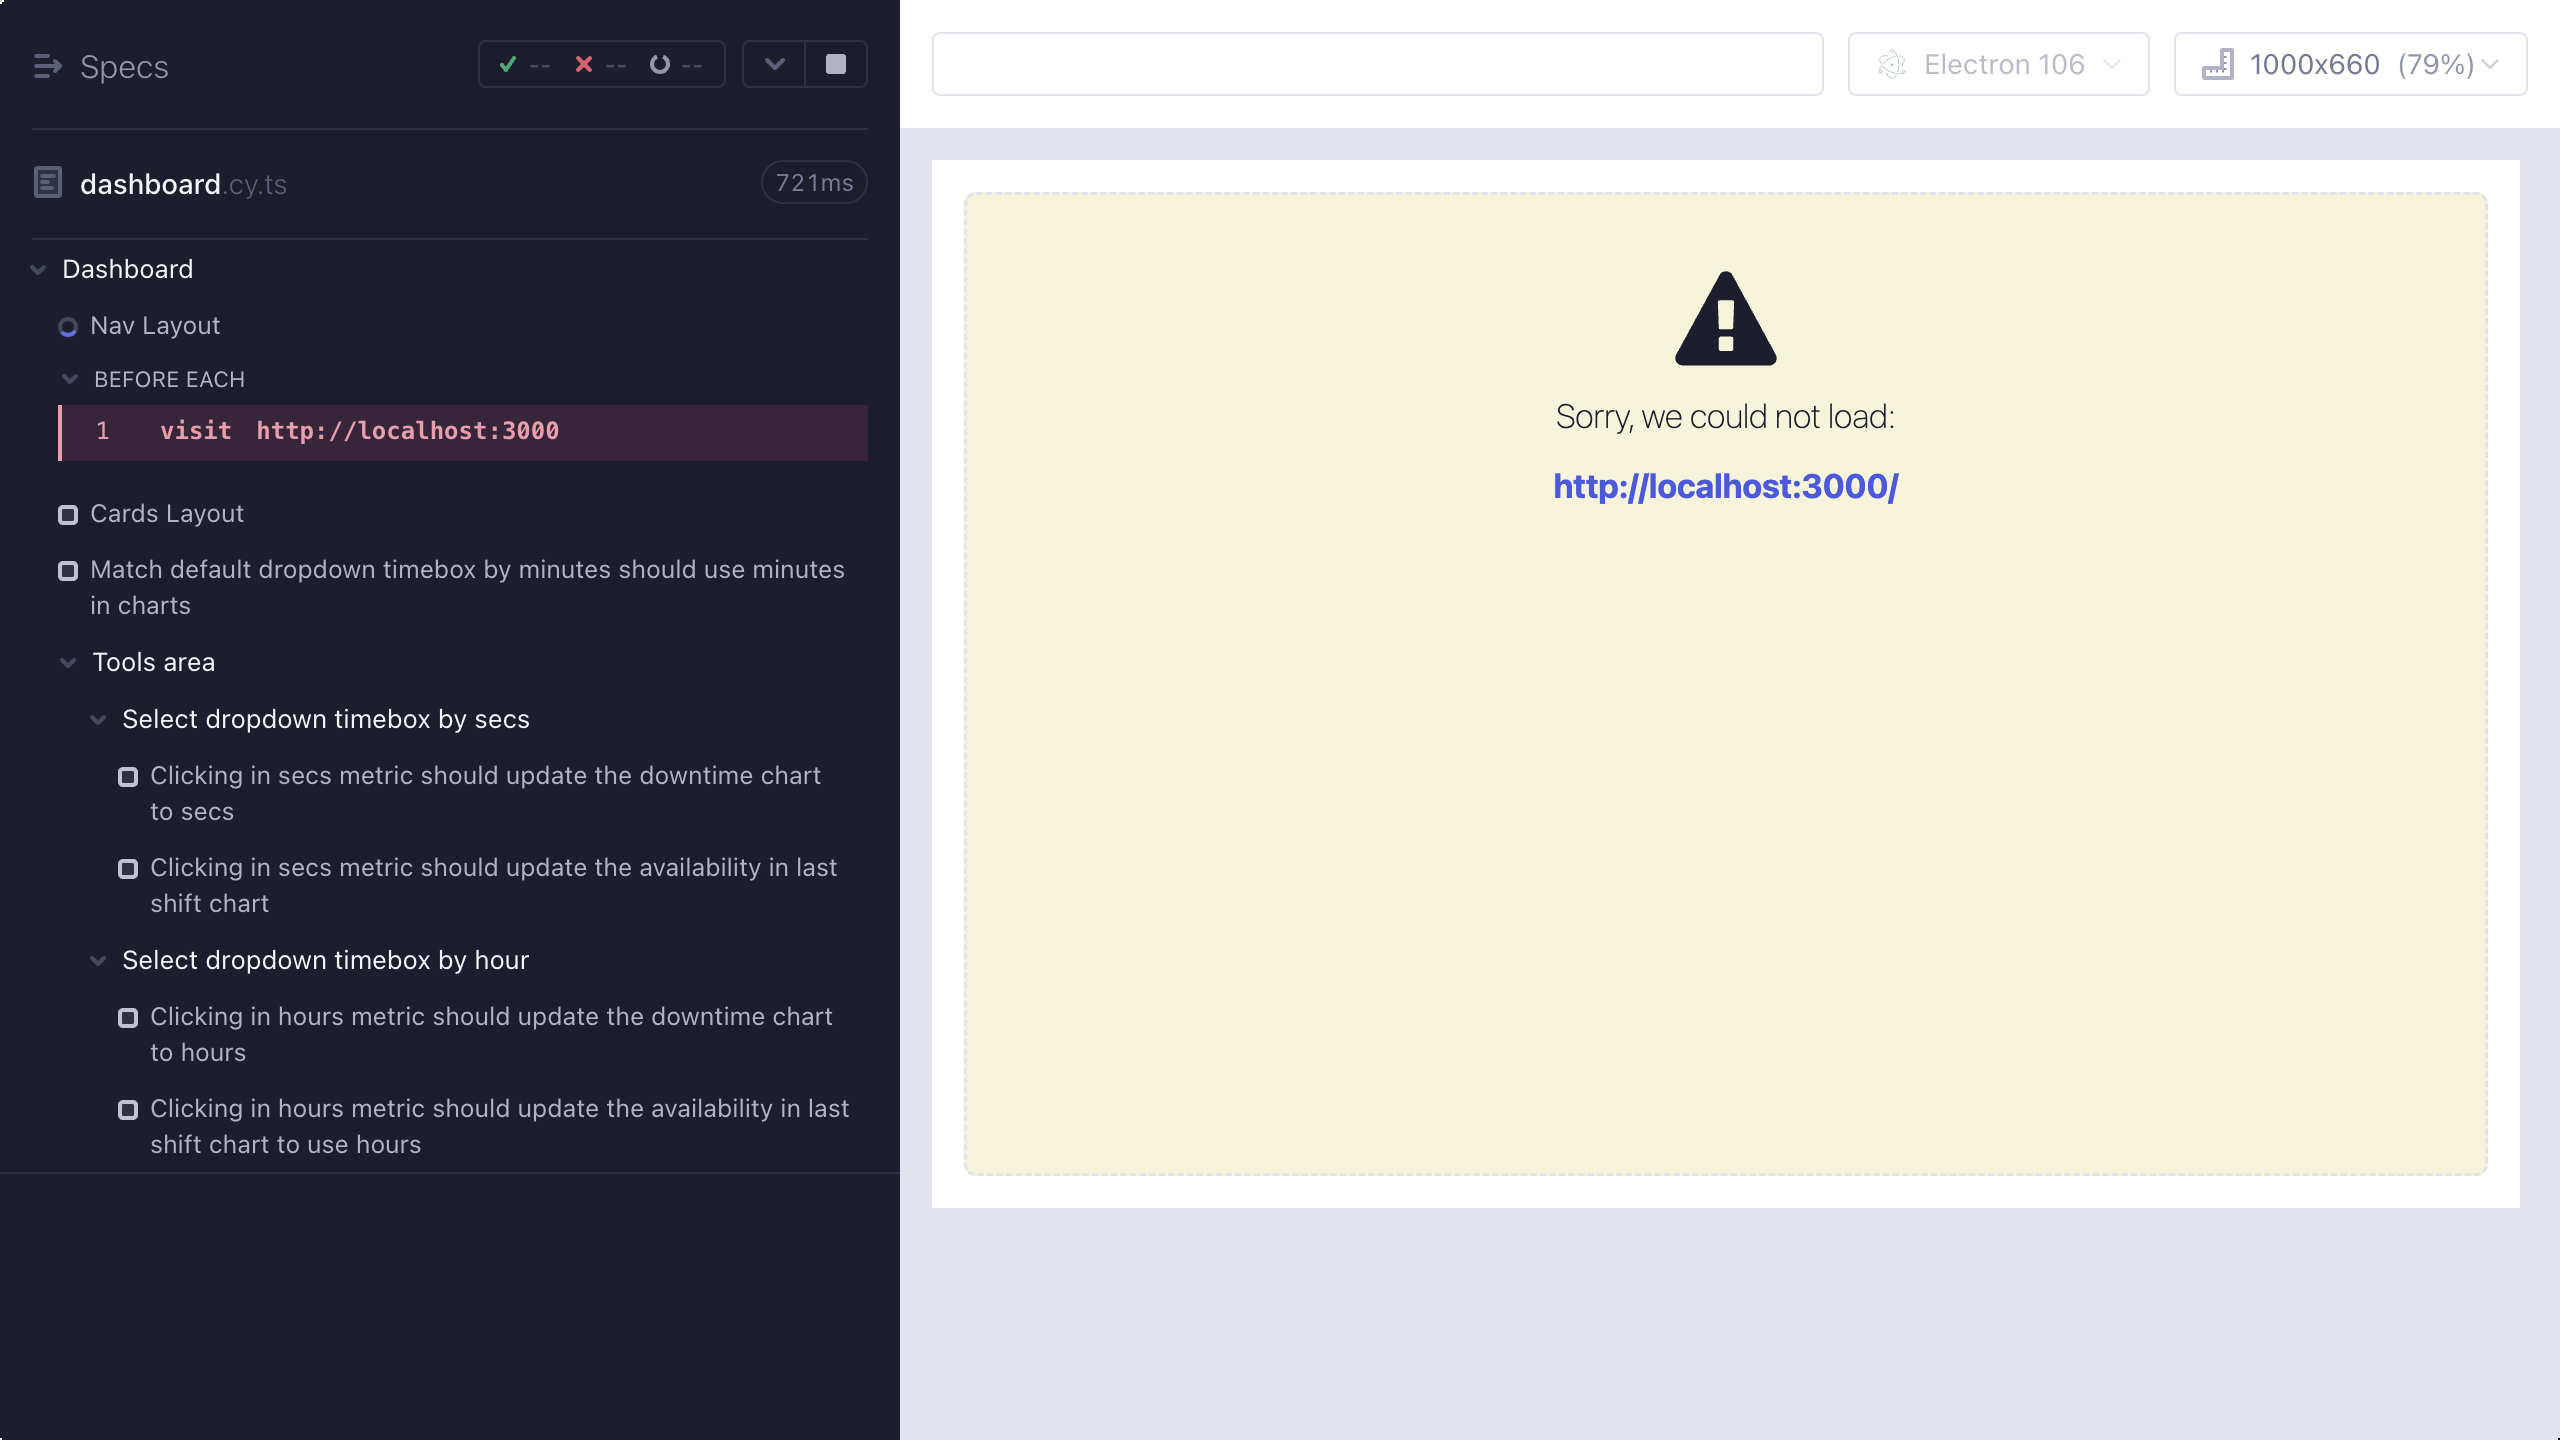 Specs
-- -- --
dashboard.cy.ts
721ms
Dashboard
Nav Layout
BEFORE EACH
1 visit http://localhost:3000
Cards Layout
Match default dropdown timebox by minutes should use minutes
in charts
Tools area
Select dropdown timebox by secs
Clicking in secs metric should update the downtime chart
to secs
Clicking in secs metric should update the availability in last
shift chart
Select dropdown timebox by hour
Clicking in hours metric should update the downtime chart
to hours
Clicking in hours metric should update the availability in last
shift chart to use hours
Electron 106
1000x660 (79%)
Sorry, we could not load:
http://localhost:3000/